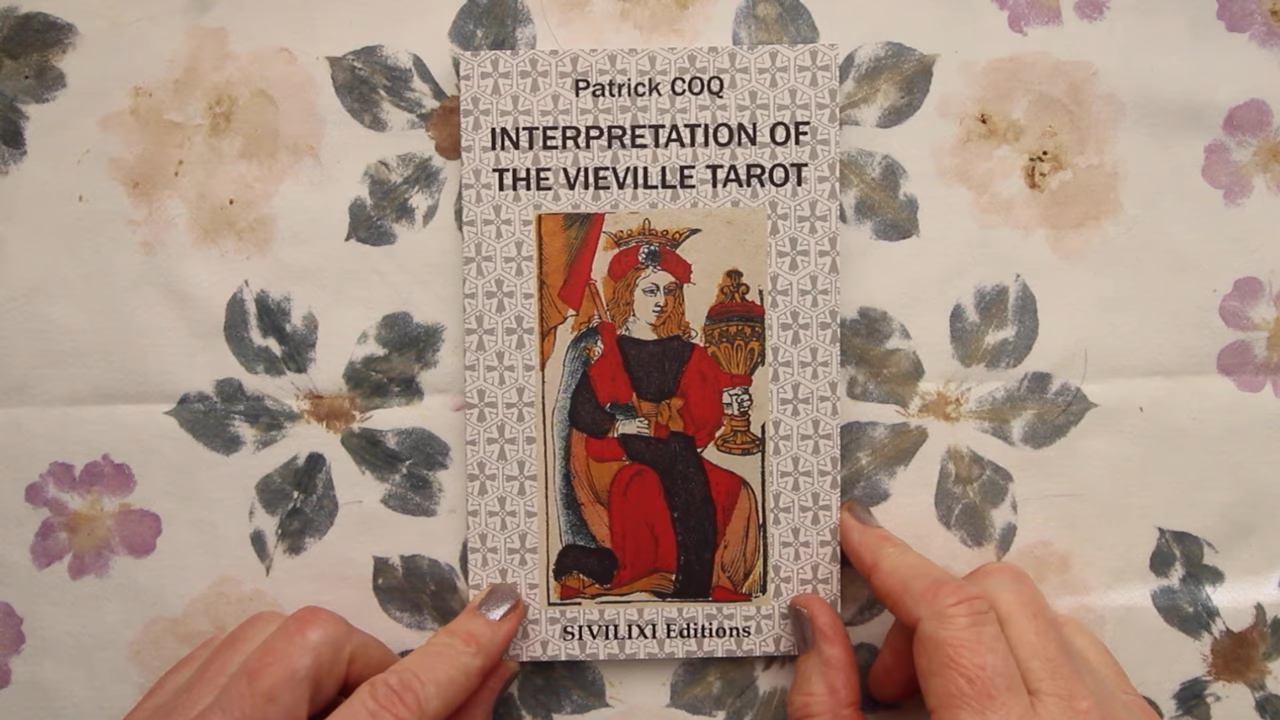 Patrick COQ
INTERPRETATION OF
THE VIEVILLE TAROT
SIVILIXI Editions